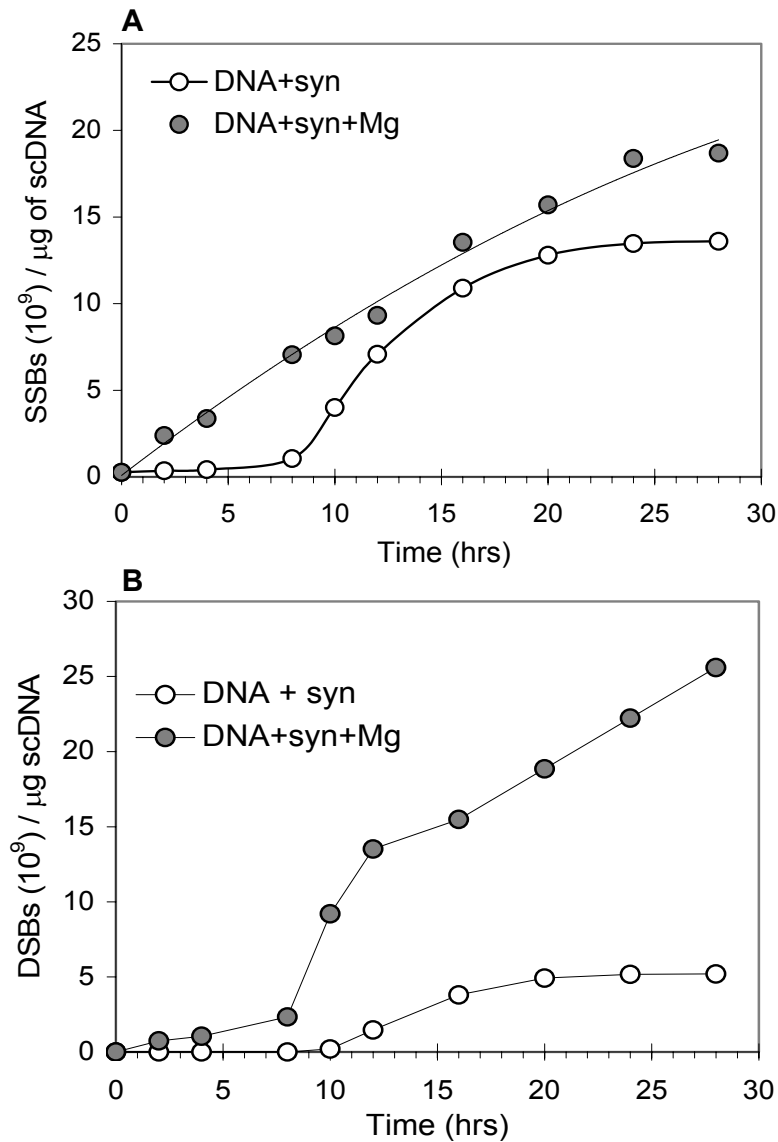 A
25
20
15
10
5
0
SSBs (10⁹) / μg of scDNA
DNA+syn
DNA+syn+Mg
0 5 10 15 20 25 30
Time (hrs)
B
30
25
20
15
10
5
0
DSBs (10⁹) / μg scDNA
DNA + syn
DNA+syn+Mg
0 5 10 15 20 25 30
Time (hrs)